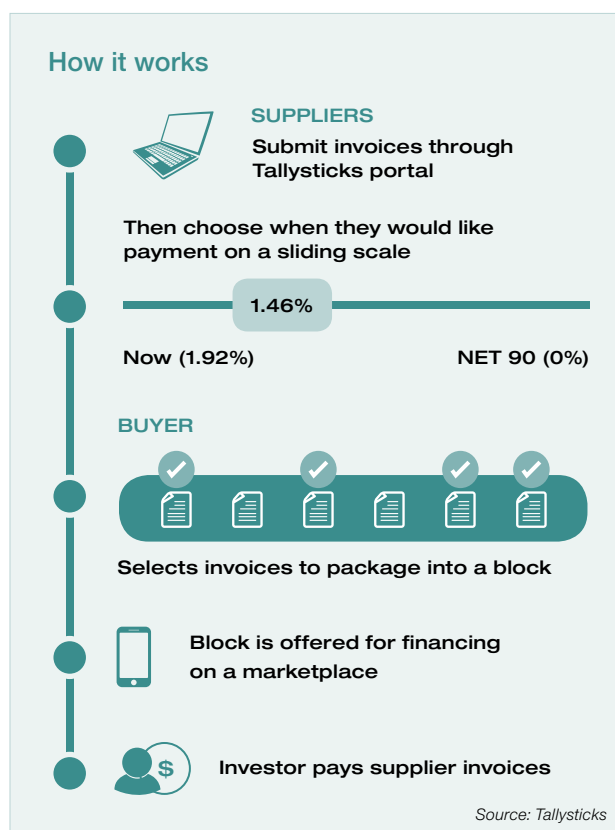 How it works
SUPPLIERS
Submit invoices through
Tallysticks portal
Then choose when they would like
payment on a sliding scale
1.46%
Now (1.92%)
NET 90 (0%)
BUYER
Selects invoices to package into a block
Block is offered for financing
on a marketplace
$
Investor pays supplier invoices
Source: Tallysticks